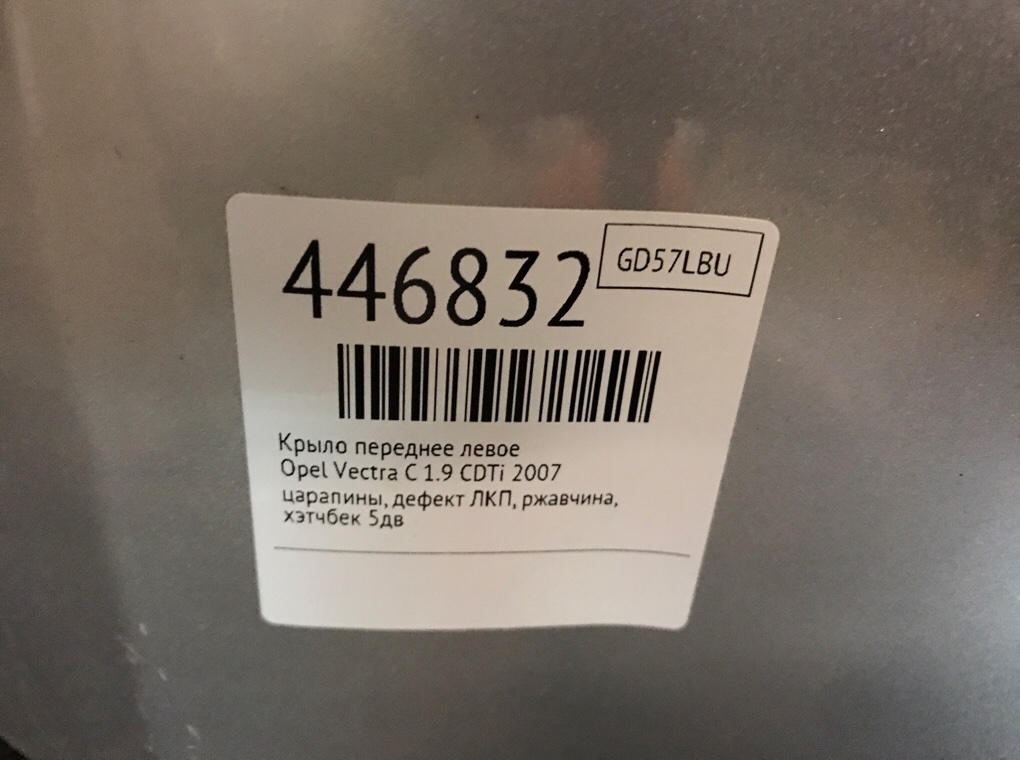 446832
GD57LBU
Крыло переднее левое
Opel Vectra C 1.9 CDTi 2007
царапины, дефект ЛКП, ржавчина,
хэтчбек 5дв